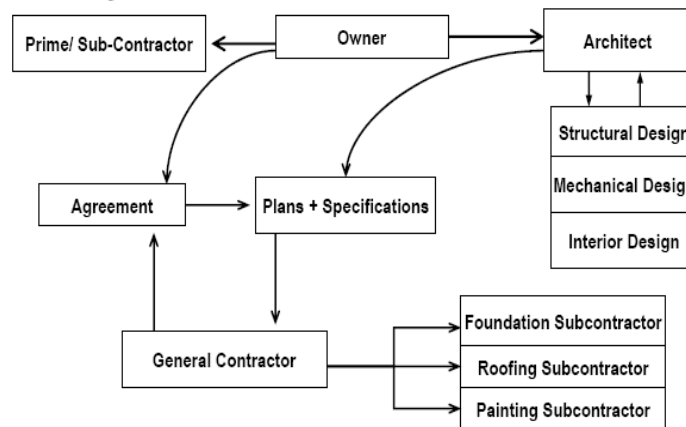 Prime/ Sub-Contractor
Owner
Architect
Structural Design
Mechanical Design
Interior Design
Agreement
Plans + Specifications
General Contractor
Foundation Subcontractor
Roofing Subcontractor
Painting Subcontractor